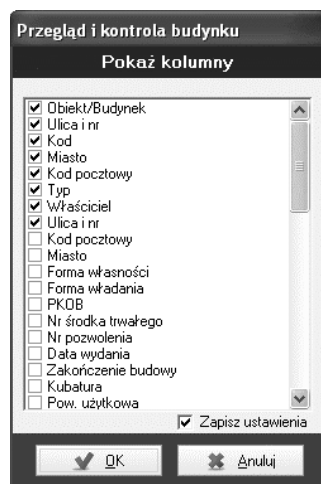 Przegląd i kontrola budynku
Pokaż kolumny
Obiekt/Budynek
Ulica i nr
Kod
Miasto
Kod pocztowy
Typ
Właściciel
Ulica i nr
Kod pocztowy
Miasto
Forma własności
Forma władania
PKOB
Nr środka trwałego
Nr pozwolenia
Data wydania
Zakończenie budowy
Kubatura
Pow. użytkowa
Zapisz ustawienia
OK
Anuluj